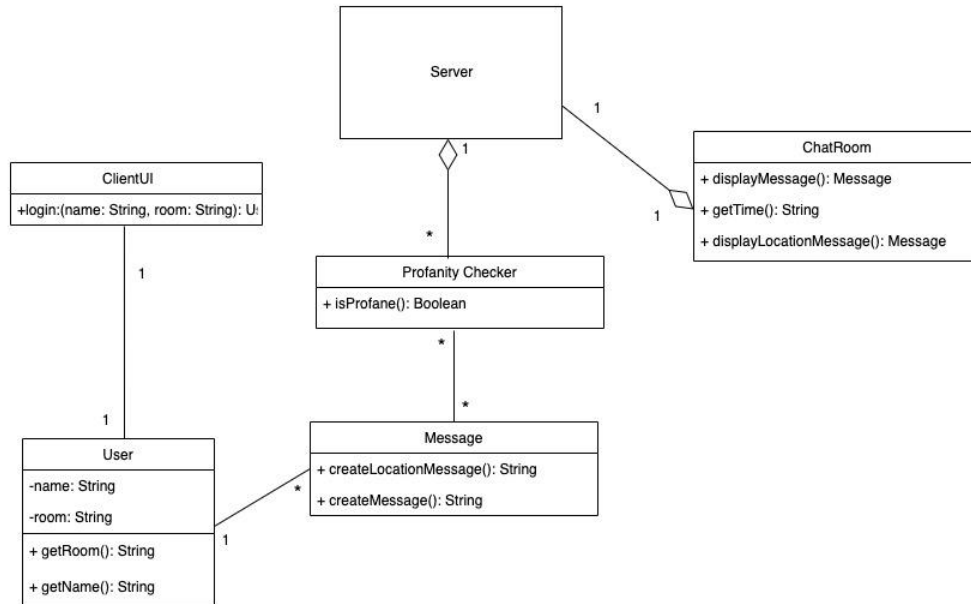 Server
1
1
ChatRoom
+ displayMessage(): Message
+ getTime(): String
+ displayLocationMessage(): Message
1
ClientUI
+login:(name: String, room: String):
1
*
Profanity Checker
+ isProfane(): Boolean
*
*
Message
+ createLocationMessage(): String
+ createMessage(): String
*
1
User
-name: String
-room: String
+ getRoom(): String
+ getName(): String
1